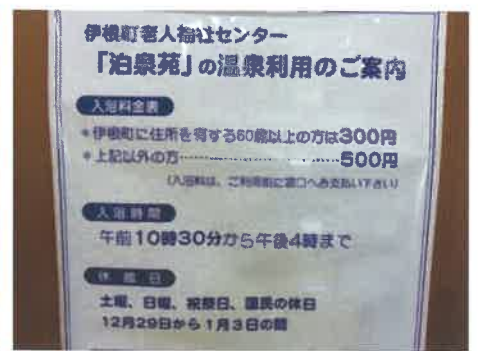 伊根町老人福祉センター
「泊泉苑」の温泉利用のご案内
入浴料金表
*伊根町に住所を有する60歳以上の方は300円
*上記以外の方……………………500円
(入浴料は、ご利用前に窓口へお支払い下さい)
入浴時間
午前10時30分から午後4時まで
休館日
土曜、日曜、祝祭日、国民の休日
12月29日から1月3日の間